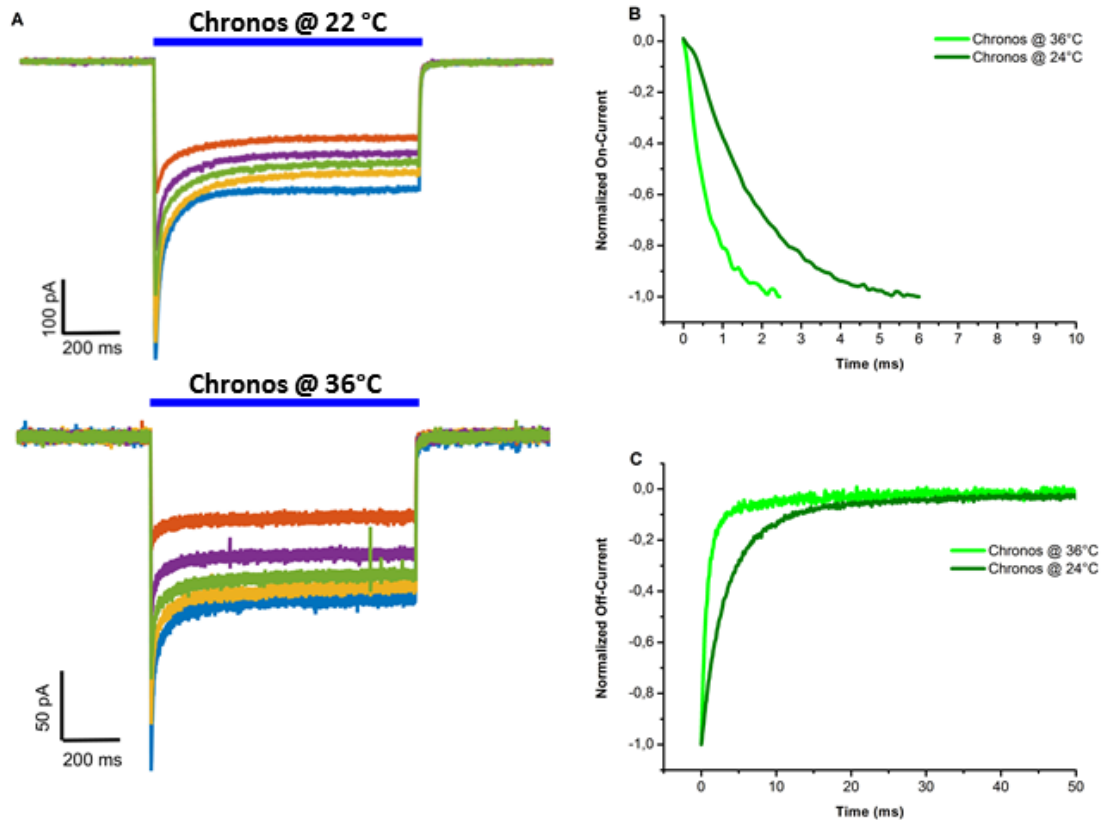 A
Chronos @ 22 °C
100 pA
200 ms
Chronos @ 36°C
50 pA
200 ms
B
Chronos @ 36°C
Chronos @ 24°C
Normalized On-Current
0,0
-0,2
-0,4
-0,6
-0,8
-1,0
0 1 2 3 4 5 6 7 8 9 10
Time (ms)
C
Chronos @ 36°C
Chronos @ 24°C
Normalized Off-Current
0,0
-0,2
-0,4
-0,6
-0,8
-1,0
0 10 20 30 40 50
Time (ms)